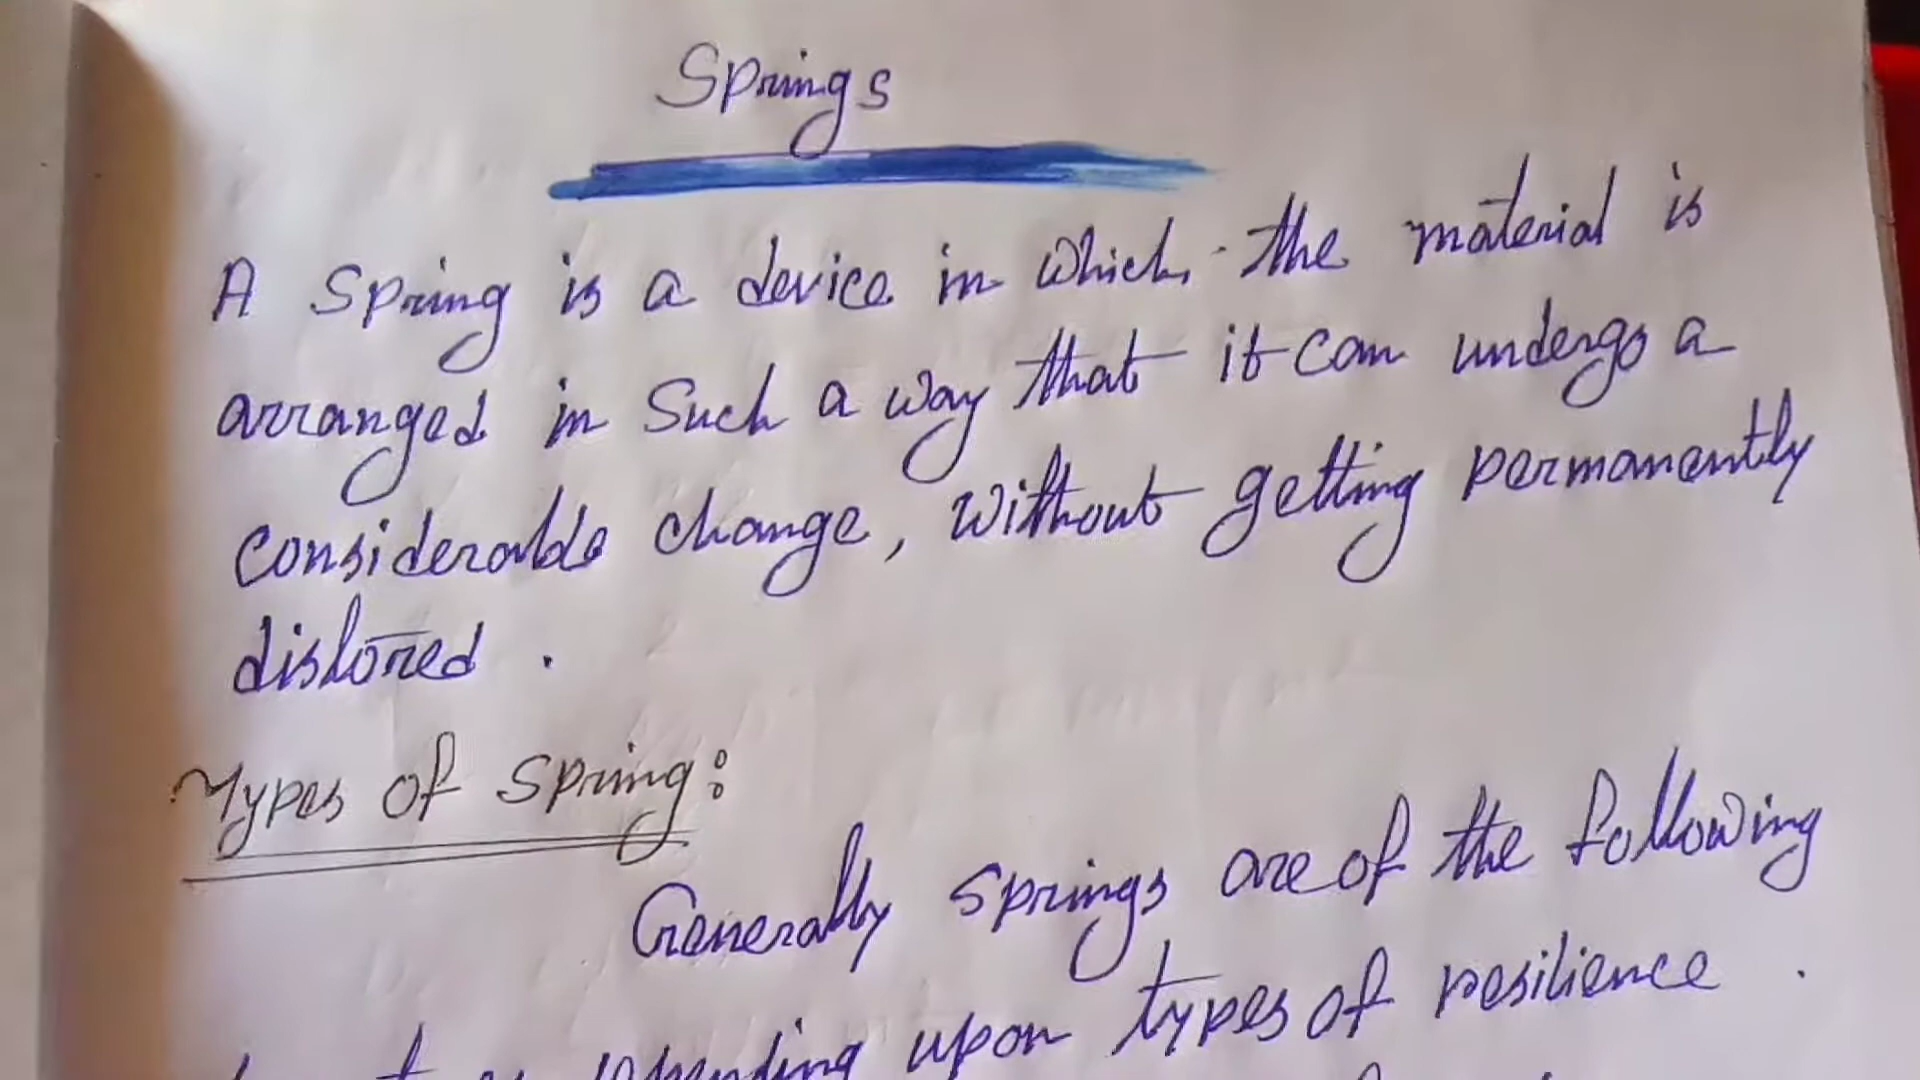 Springs
A Spring is a device in which the material is
arranged in Such a way that it can undergo a
considerable change, without getting permanently
distored .
Types of Spring:
Generally springs are of the following
upon types of resilience .